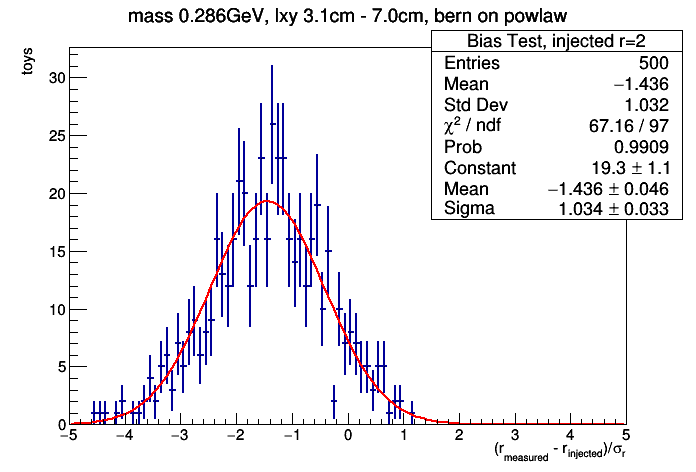 mass 0.286GeV, lxy 3.1cm - 7.0cm, bern on powlaw
toys
Bias Test, injected r=2
Entries 500
Mean −1.436
Std Dev 1.032
χ² / ndf 67.16 / 97
Prob 0.9909
Constant 19.3 ± 1.1
Mean −1.436 ± 0.046
Sigma 1.034 ± 0.033
30
25
20
15
10
5
0
−5 −4 −3 −2 −1 0 1 2 3 4 5
(r_measured - r_injected)/σ_r